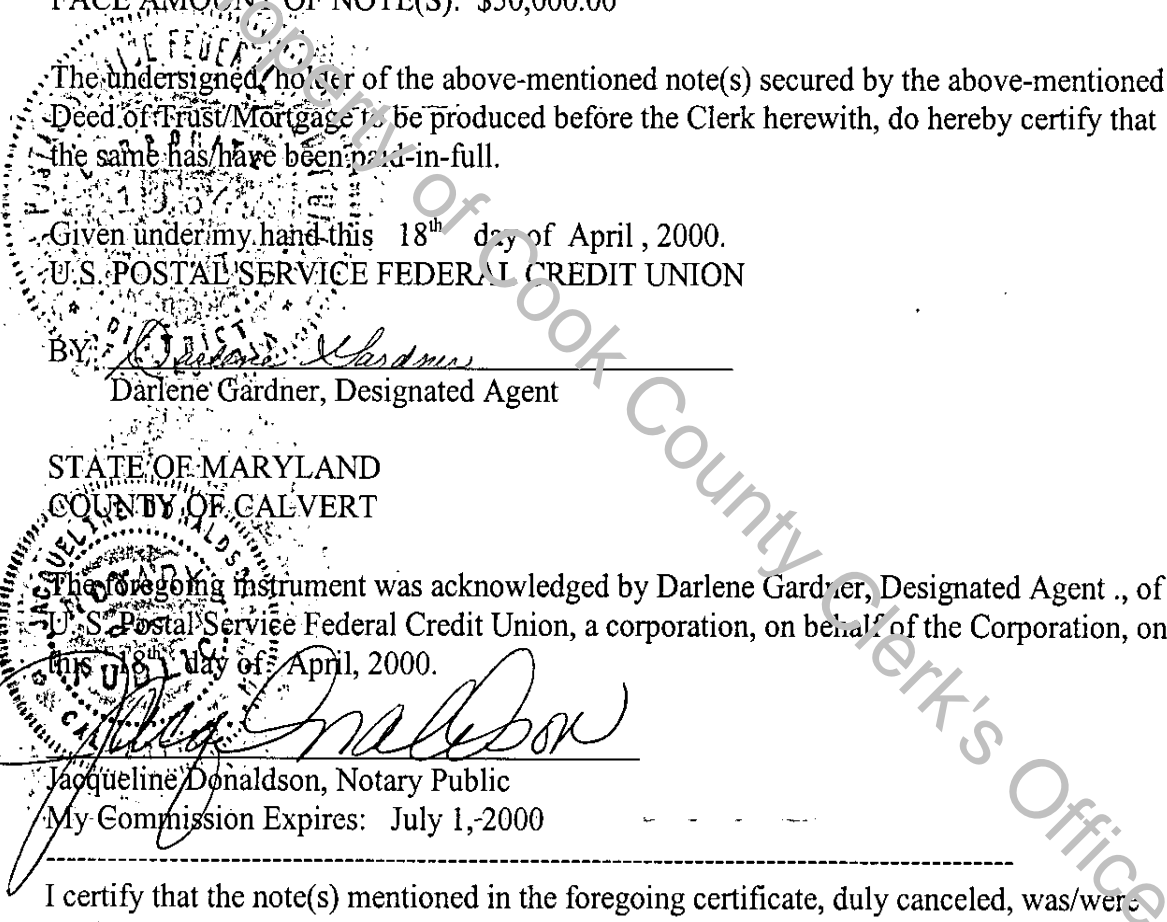 FACE AMOUNT OF NOTE(S): $50,000.00
The undersigned, holder of the above-mentioned note(s) secured by the above-mentioned
Deed of Trust/Mortgage to be produced before the Clerk herewith, do hereby certify that
the same has/have been paid-in-full.
Given under my hand this 18th day of April , 2000.
U.S. POSTAL SERVICE FEDERAL CREDIT UNION
BY: Darlene Gardner
Darlene Gardner, Designated Agent
STATE OF MARYLAND
COUNTY OF CALVERT
The foregoing instrument was acknowledged by Darlene Gardner, Designated Agent ., of
U. S. Postal Service Federal Credit Union, a corporation, on behalf of the Corporation, on
this 18th day of April, 2000.
Jacqueline Donaldson, Notary Public
My Commission Expires: July 1, 2000
I certify that the note(s) mentioned in the foregoing certificate, duly canceled, was/were
Property of Cook County Clerk's Office